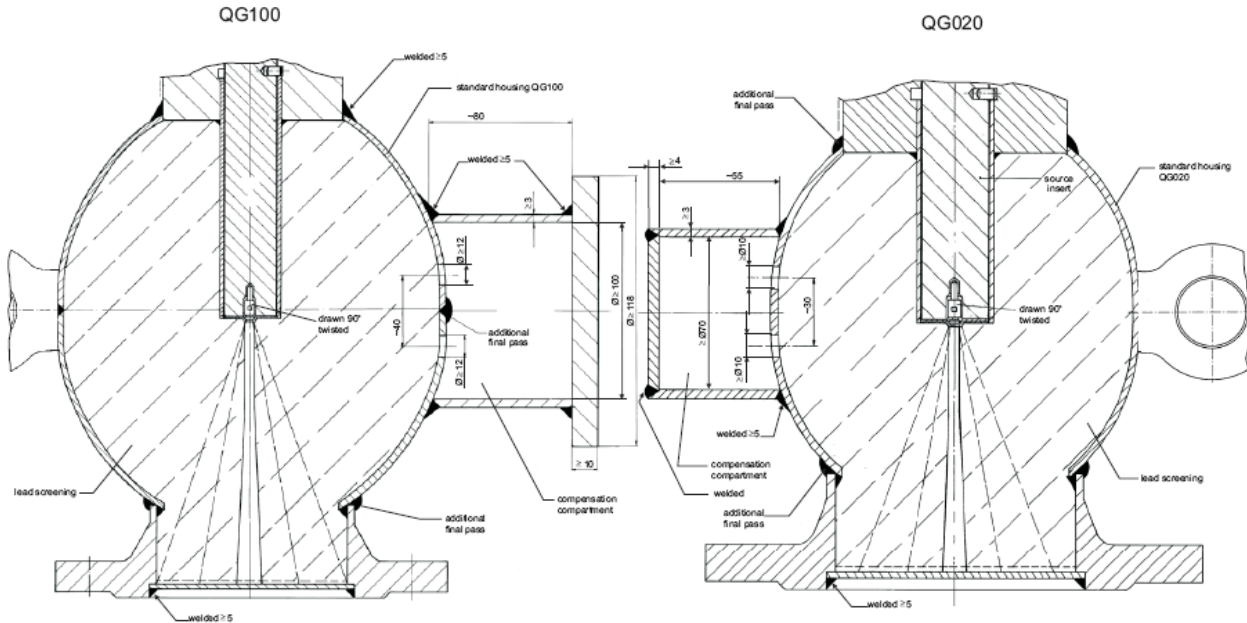 QG100
QG020
welded ≥5
standard housing QG100
~80
welded ≥5
≥3
Ø ≥12
~40
Ø ≥12
Ø ≥100
Ø ≥ 118
≥ 10
drawn 90°
twisted
additional
final pass
lead screening
compensation
compartment
additional
final pass
welded ≥5
additional
final pass
≥4
~55
≥3
≥Ø10
~30
≥Ø70
≥Ø10
standard housing
QG020
source
insert
drawn 90°
twisted
welded ≥5
compensation
compartment
welded
additional
final pass
lead screening
welded ≥5